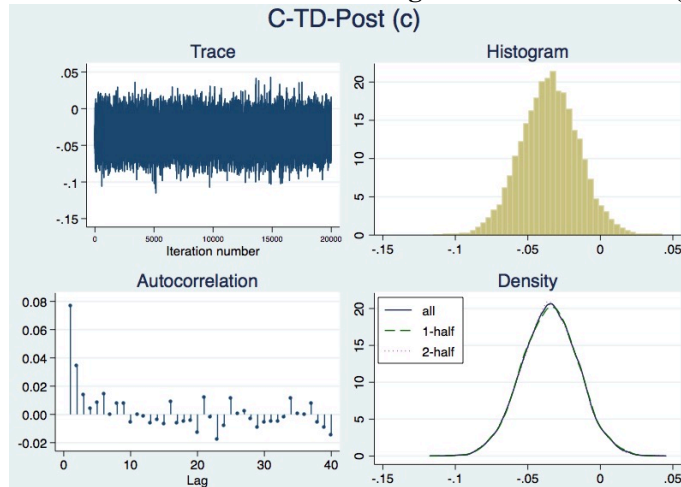 C-TD-Post (c)
Trace
.05
0
-.05
-.1
-.15
0 5000 10000 15000 20000
Iteration number
Histogram
20
15
10
5
0
-.15 -.1 -.05 0 .05
Autocorrelation
0.08
0.06
0.04
0.02
0.00
-0.02
0 10 20 30 40
Lag
Density
all
1-half
2-half
20
15
10
5
0
-.15 -.1 -.05 0 .05